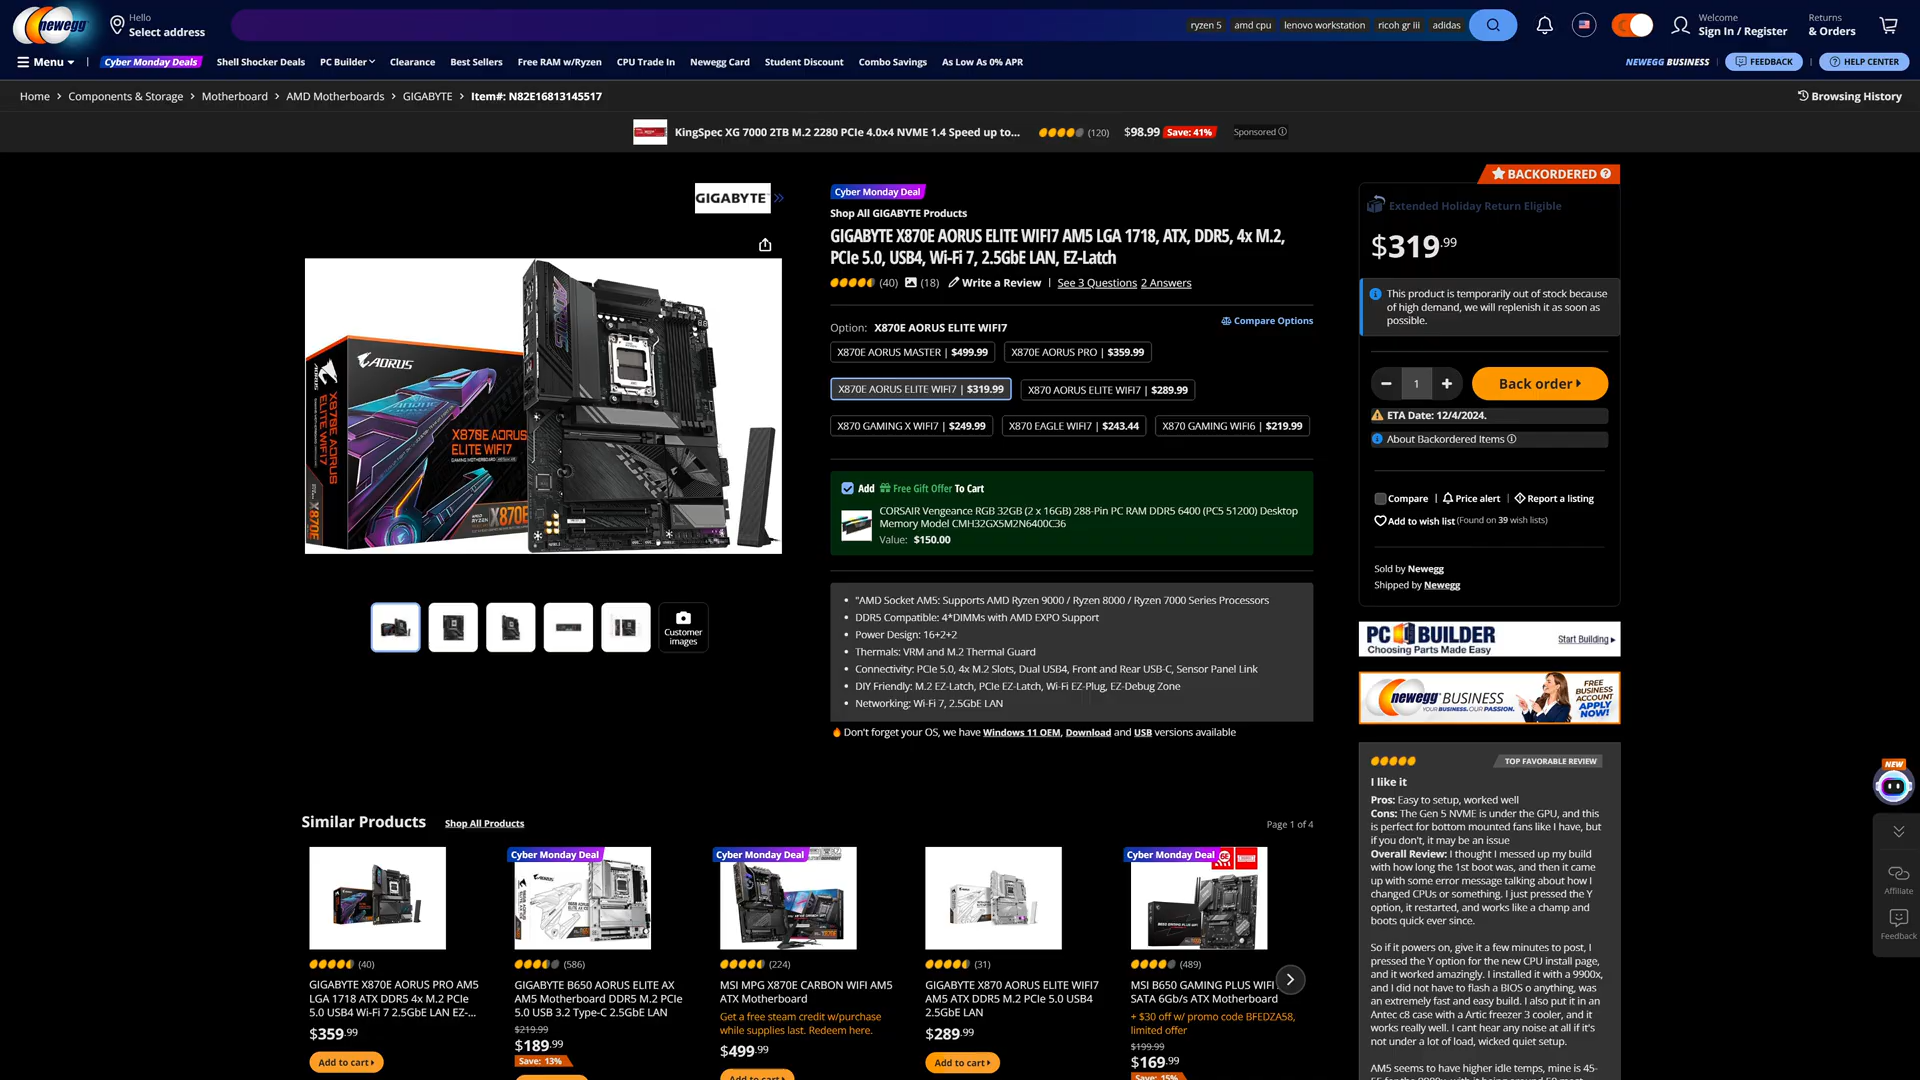 newegg
Hello
Select address
ryzen 5
amd cpu
lenovo workstation
ricoh gr iii
adidas
Welcome
Sign In / Register
Returns
& Orders
Menu
Cyber Monday Deals
Shell Shocker Deals
PC Builder
Clearance
Best Sellers
Free RAM w/Ryzen
CPU Trade In
Newegg Card
Student Discount
Combo Savings
As Low As 0% APR
NEWEGG BUSINESS
FEEDBACK
HELP CENTER
Home > Components & Storage > Motherboard > AMD Motherboards > GIGABYTE > Item#: N82E16813145517
Browsing History
KingSpec XG 7000 2TB M.2 2280 PCIe 4.0x4 NVME 1.4 Speed up to...
(120)
$98.99
Save: 41%
Sponsored
GIGABYTE
AORUS
X870E AORUS
ELITE WIFI7
X870E AORUS
ELITE WIFI7
X870E
Customer
images
Cyber Monday Deal
Shop All GIGABYTE Products
GIGABYTE X870E AORUS ELITE WIFI7 AM5 LGA 1718, ATX, DDR5, 4x M.2,
PCIe 5.0, USB4, Wi-Fi 7, 2.5GbE LAN, EZ-Latch
(40)
(18)
Write a Review
See 3 Questions
2 Answers
Option: X870E AORUS ELITE WIFI7
Compare Options
X870E AORUS MASTER | $499.99
X870E AORUS PRO | $359.99
X870E AORUS ELITE WIFI7 | $319.99
X870 AORUS ELITE WIFI7 | $289.99
X870 GAMING X WIFI7 | $249.99
X870 EAGLE WIFI7 | $243.44
X870 GAMING WIFI6 | $219.99
Add Free Gift Offer To Cart
CORSAIR Vengeance RGB 32GB (2 x 16GB) 288-Pin PC RAM DDR5 6400 (PC5 51200) Desktop
Memory Model CMH32GX5M2N6400C36
Value: $150.00
• "AMD Socket AM5: Supports AMD Ryzen 9000 / Ryzen 8000 / Ryzen 7000 Series Processors
• DDR5 Compatible: 4*DIMMs with AMD EXPO Support
• Power Design: 16+2+2
• Thermals: VRM and M.2 Thermal Guard
• Connectivity: PCIe 5.0, 4x M.2 Slots, Dual USB4, Front and Rear USB-C, Sensor Panel Link
• DIY Friendly: M.2 EZ-Latch, PCIe EZ-Latch, Wi-Fi EZ-Plug, EZ-Debug Zone
• Networking: Wi-Fi 7, 2.5GbE LAN
Don't forget your OS, we have Windows 11 OEM, Download and USB versions available
BACKORDERED
Extended Holiday Return Eligible
$319.99
This product is temporarily out of stock because
of high demand, we will replenish it as soon as
possible.
1
Back order
ETA Date: 12/4/2024.
About Backordered Items
Compare
Price alert
Report a listing
Add to wish list (Found on 39 wish lists)
Sold by Newegg
Shipped by Newegg
PC BUILDER
Choosing Parts Made Easy
Start Building
newegg BUSINESS
YOUR BUSINESS. OUR PASSION.
FREE
BUSINESS
ACCOUNT
APPLY
NOW!
TOP FAVORABLE REVIEW
I like it
Pros: Easy to setup, worked well
Cons: The Gen 5 NVME is under the GPU, and this
is perfect for bottom mounted fans like I have, but
if you don't, it may be an issue
Overall Review: I thought I messed up my build
with how long the 1st boot was, and then it came
up with some error message talking about how I
changed CPUs or something. I just pressed the Y
option, it restarted, and works like a champ and
boots quick ever since.
So if it powers on, give it a few minutes to post, I
pressed the Y option for the new CPU install page,
and it worked amazingly. I installed it with a 9900x,
and I did not have to flash a BIOS o anything, was
an extremely fast and easy build. I also put it in an
Antec c8 case with a Artic freezer 3 cooler, and it
works really well. I cant hear any noise at all if it's
not under a lot of load, wicked quiet setup.
AM5 seems to have higher idle temps, mine is 45-
NEW
Affiliate
Feedback
Similar Products
Shop All Products
Page 1 of 4
(40)
GIGABYTE X870E AORUS PRO AM5
LGA 1718 ATX DDR5 4x M.2 PCIe
5.0 USB4 Wi-Fi 7 2.5GbE LAN EZ-...
$359.99
Add to cart
Cyber Monday Deal
(586)
GIGABYTE B650 AORUS ELITE AX
AM5 Motherboard DDR5 M.2 PCIe
5.0 USB 3.2 Type-C 2.5GbE LAN
$219.99
$189.99
Save: 13%
Cyber Monday Deal
(224)
MSI MPG X870E CARBON WIFI AM5
ATX Motherboard
Get a free steam credit w/purchase
while supplies last. Redeem here.
$499.99
Add to cart
(31)
GIGABYTE X870 AORUS ELITE WIFI7
AM5 ATX DDR5 M.2 PCIe 5.0 USB4
2.5GbE LAN
$289.99
Add to cart
Cyber Monday Deal
(489)
MSI B650 GAMING PLUS WIFI
SATA 6Gb/s ATX Motherboard
+ $30 off w/ promo code BFEDZA58,
limited offer
$199.99
$169.99
Save: 15%